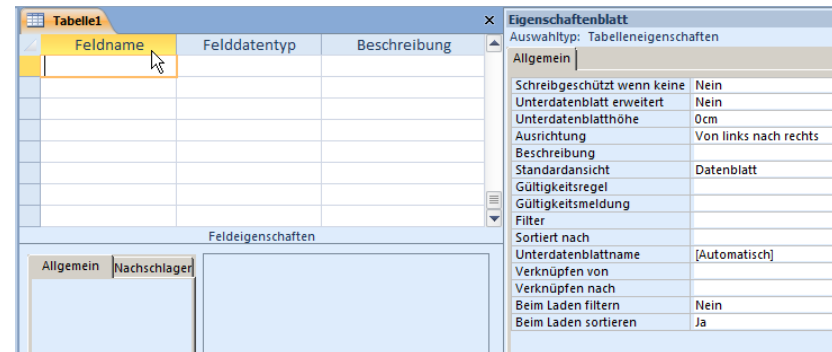 Tabelle1
Feldname Felddatentyp Beschreibung
Feldeigenschaften
Allgemein Nachschlager
Eigenschaftenblatt
Auswahltyp: Tabelleneigenschaften
Allgemein
Schreibgeschützt wenn keine Nein
Unterdatenblatt erweitert Nein
Unterdatenblatthöhe 0cm
Ausrichtung Von links nach rechts
Beschreibung
Standardansicht Datenblatt
Gültigkeitsregel
Gültigkeitsmeldung
Filter
Sortiert nach
Unterdatenblattname [Automatisch]
Verknüpfen von
Verknüpfen nach
Beim Laden filtern Nein
Beim Laden sortieren Ja